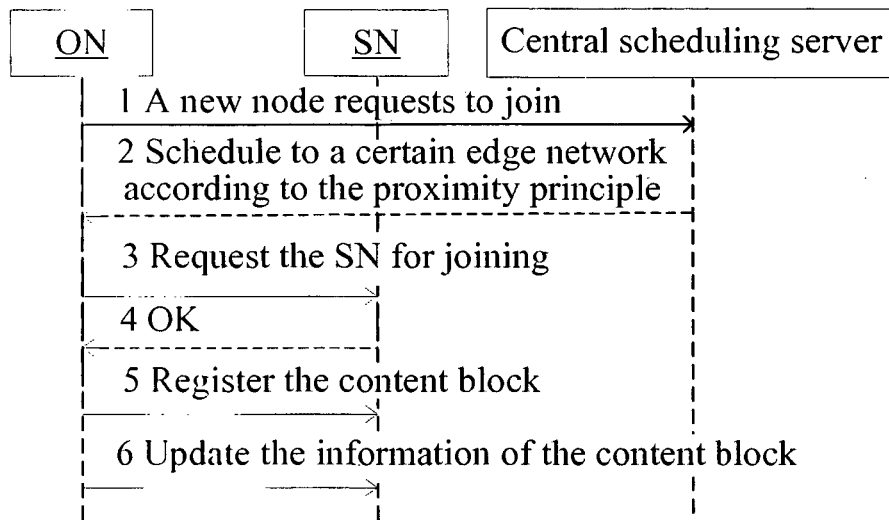 ON SN Central scheduling server
1 A new node requests to join
2 Schedule to a certain edge network
according to the proximity principle
3 Request the SN for joining
4 OK
5 Register the content block
6 Update the information of the content block